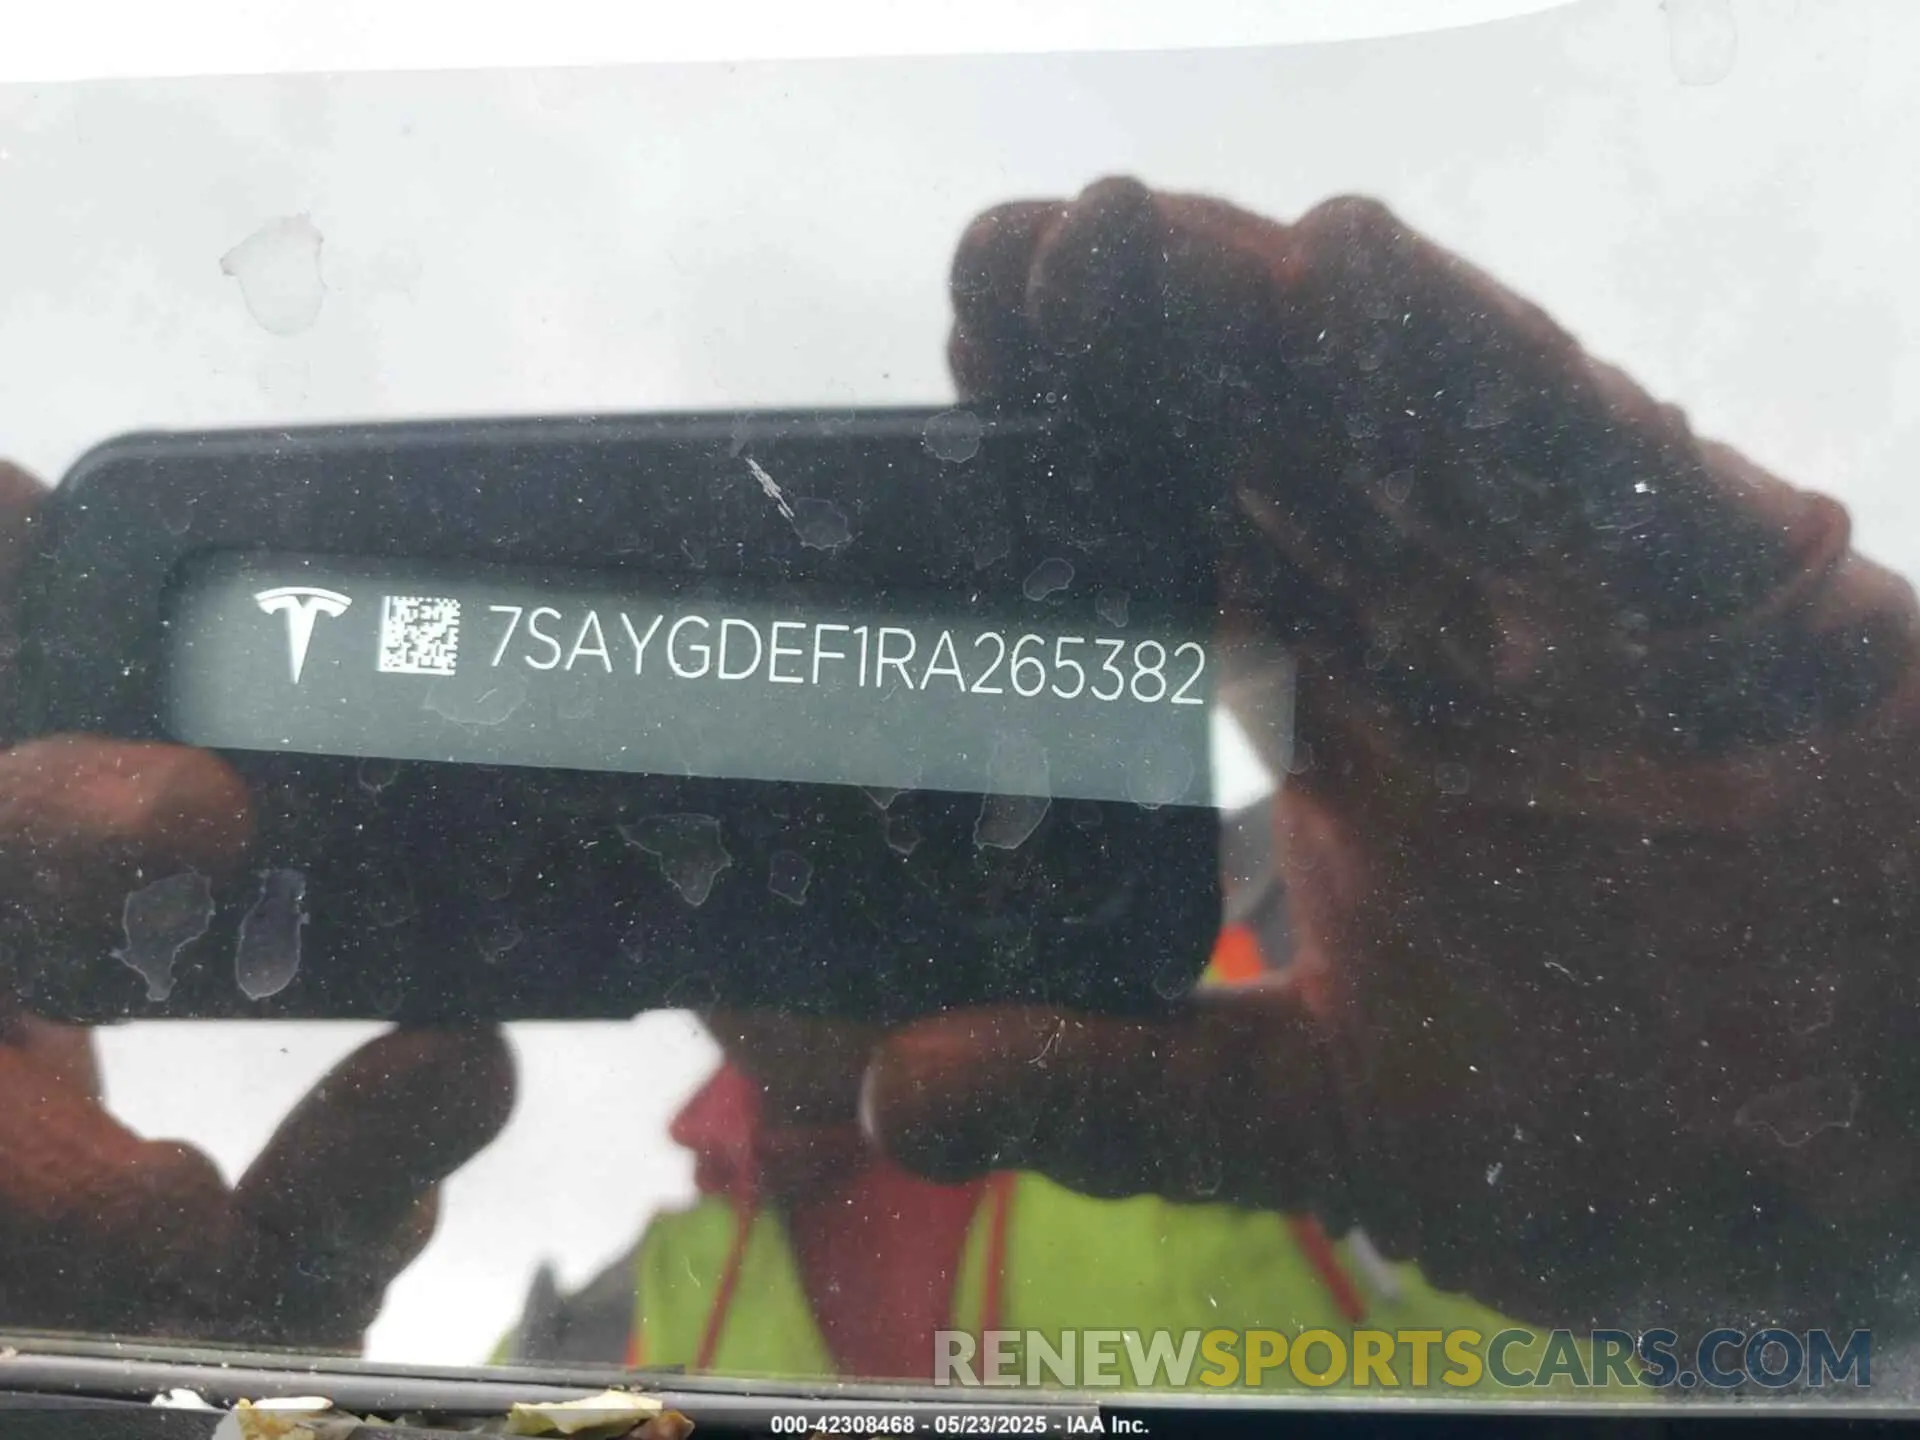 7SAYGDEF1RA265382
RENEWSPORTSCARS.COM
000-42308468 - 05/23/2025 - IAA Inc.